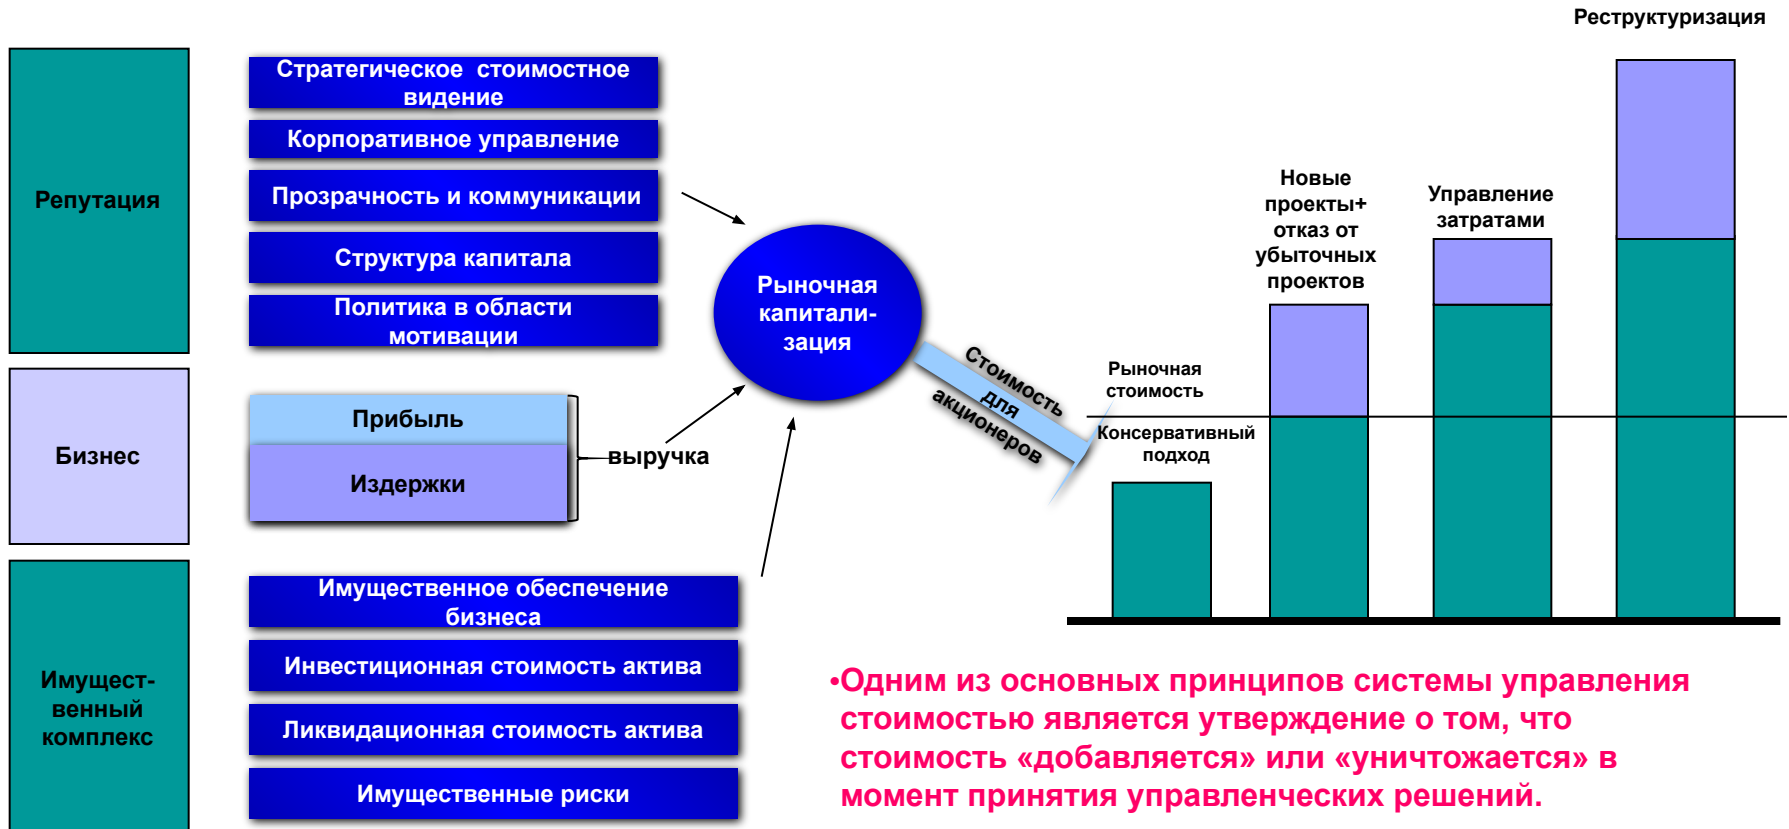 Реструктуризация
Репутация
Стратегическое стоимостное
видение
Корпоративное управление
Прозрачность и коммуникации
Структура капитала
Политика в области
мотивации
Бизнес
Прибыль
Издержки
выручка
Имущест-
венный
комплекс
Имущественное обеспечение
бизнеса
Инвестиционная стоимость актива
Ликвидационная стоимость актива
Имущественные риски
Рыночная
капитали-
зация
Стоимость
для
акционеров
Рыночная
стоимость
Консервативный
подход
Новые
проекты+
отказ от
убыточных
проектов
Управление
затратами
•Одним из основных принципов системы управления
стоимостью является утверждение о том, что
стоимость «добавляется» или «уничтожается» в
момент принятия управленческих решений.